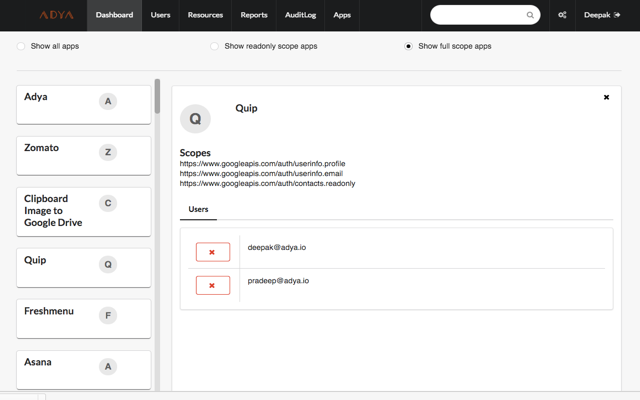 ADYA Dashboard Users Resources Reports AuditLog Apps Deepak
Show all apps Show readonly scope apps Show full scope apps
Adya A
Zomato Z
Clipboard
Image to
Google Drive
C
Quip Q
Freshmenu F
Asana A
Q Quip
Scopes
https://www.googleapis.com/auth/userinfo.profile
https://www.googleapis.com/auth/userinfo.email
https://www.googleapis.com/auth/contacts.readonly
Users
deepak@adya.io
pradeep@adya.io